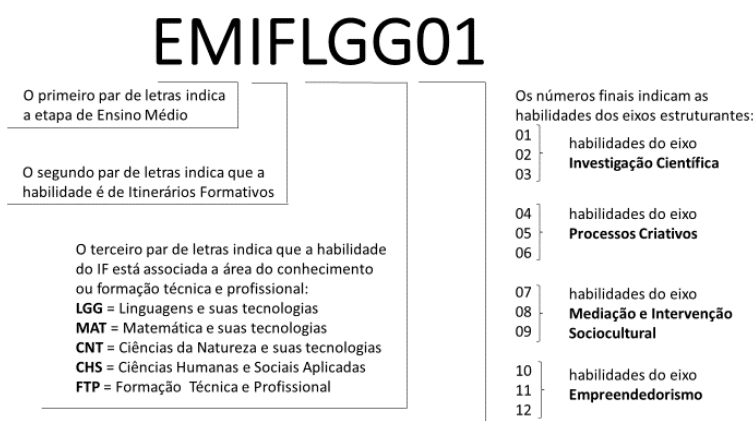 EMIFLGG01
O primeiro par de letras indica
a etapa de Ensino Médio
O segundo par de letras indica que a
habilidade é de Itinerários Formativos
O terceiro par de letras indica que a habilidade
do IF está associada a área do conhecimento
ou formação técnica e profissional:
LGG = Linguagens e suas tecnologias
MAT = Matemática e suas tecnologias
CNT = Ciências da Natureza e suas tecnologias
CHS = Ciências Humanas e Sociais Aplicadas
FTP = Formação Técnica e Profissional
Os números finais indicam as
habilidades dos eixos estruturantes:
01
02
03
habilidades do eixo
Investigação Científica
04
05
06
habilidades do eixo
Processos Criativos
07
08
09
habilidades do eixo
Mediação e Intervenção
Sociocultural
10
11
12
habilidades do eixo
Empreendedorismo